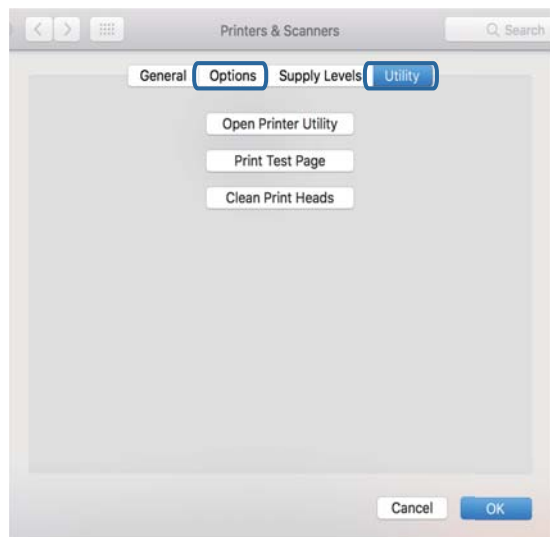 Printers & Scanners Search
General Options Supply Levels Utility
Open Printer Utility
Print Test Page
Clean Print Heads
Cancel OK